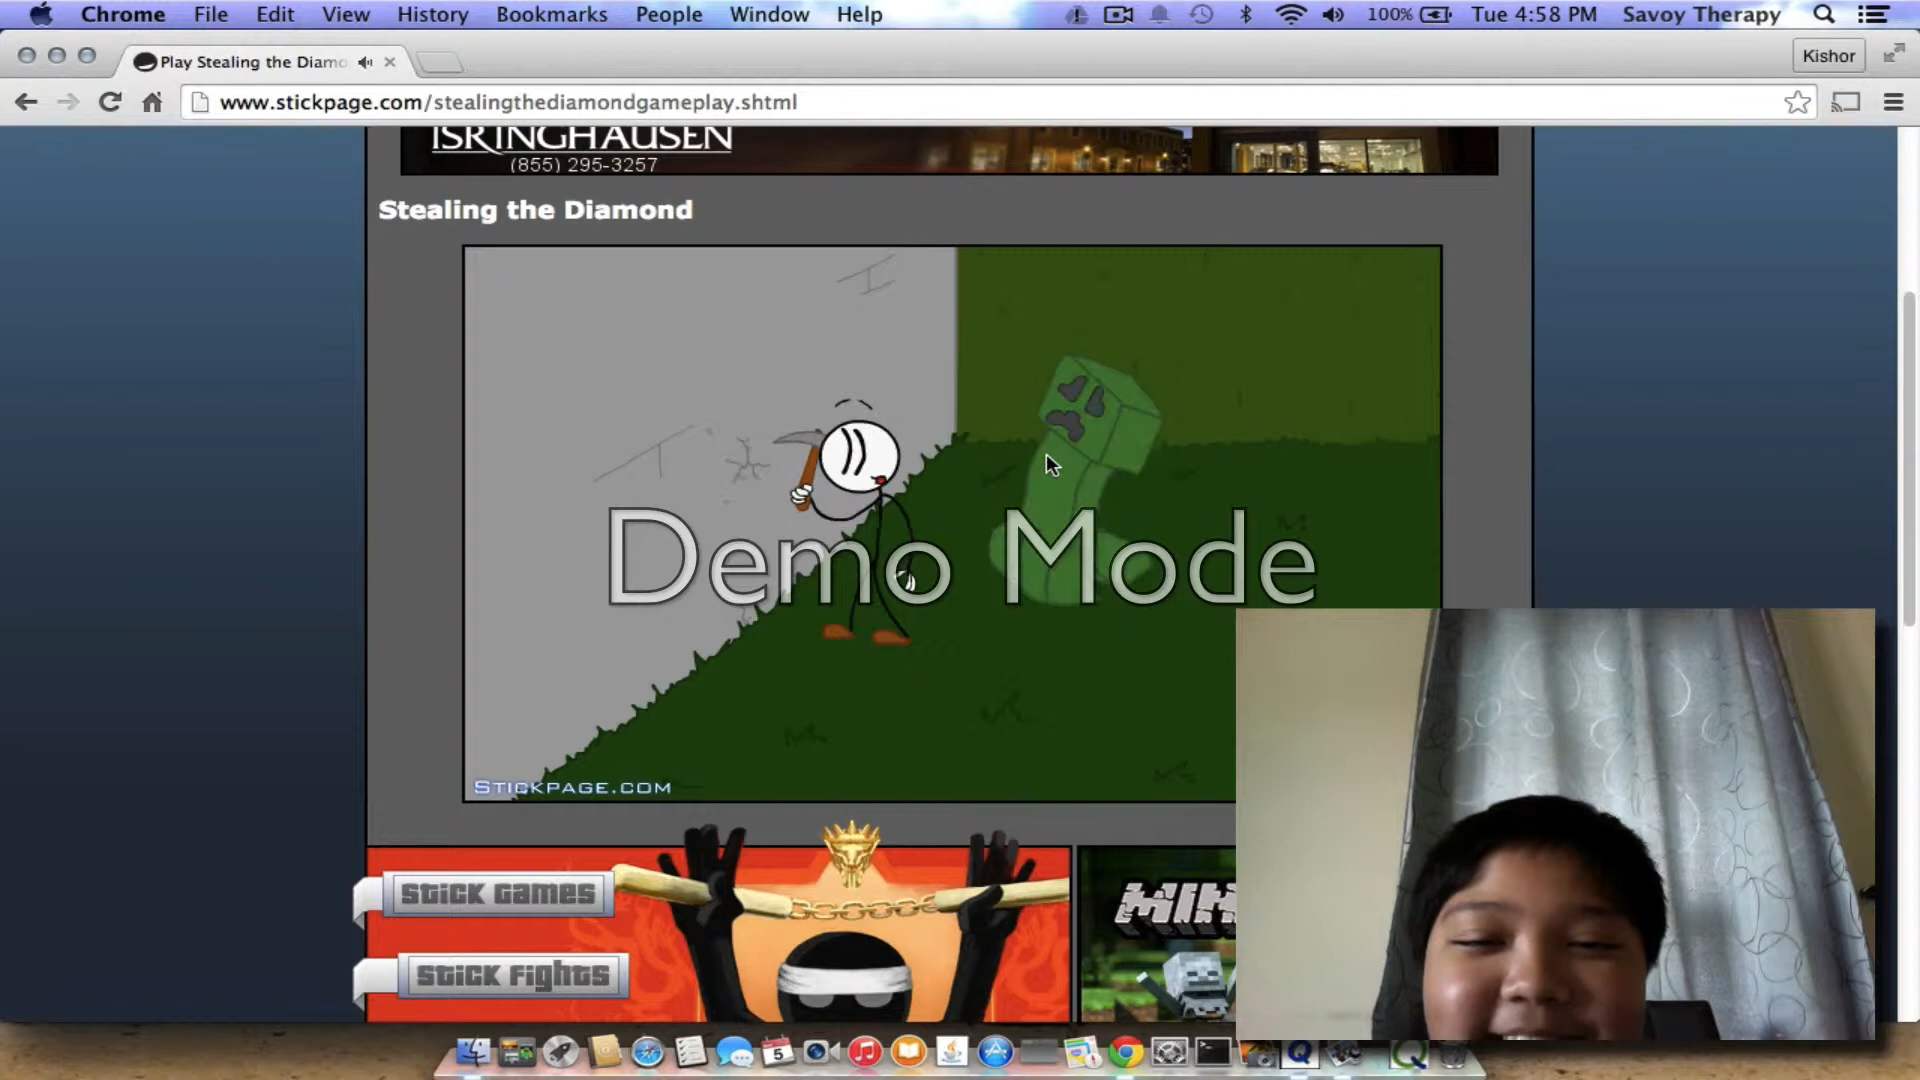 Chrome File Edit View History Bookmarks People Window Help 100% Tue 4:58 PM Savoy Therapy
Play Stealing the Diamo Kishor
www.stickpage.com/stealingthediamondgameplay.shtml
ISRINGHAUSEN
(855) 295-3257
Stealing the Diamond
Demo Mode
STICKPAGE.COM
STICK GAMES
MIN
STICK FIGHTS
5